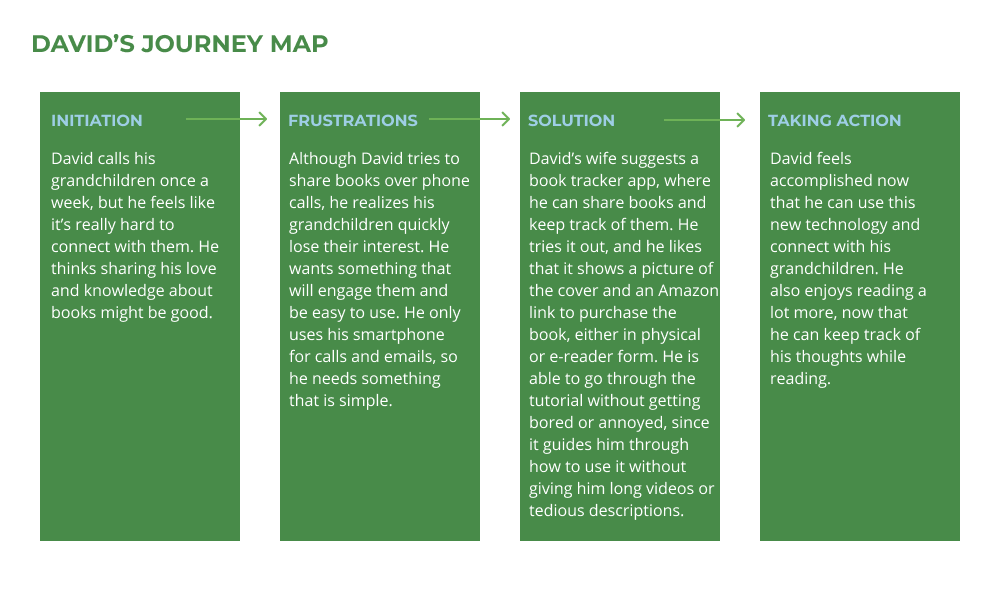 DAVID’S JOURNEY MAP
INITIATION
David calls his
grandchildren once a
week, but he feels like
it’s really hard to
connect with them. He
thinks sharing his love
and knowledge about
books might be good.
FRUSTRATIONS
Although David tries to
share books over phone
calls, he realizes his
grandchildren quickly
lose their interest. He
wants something that
will engage them and
be easy to use. He only
uses his smartphone
for calls and emails, so
he needs something
that is simple.
SOLUTION
David’s wife suggests a
book tracker app, where
he can share books and
keep track of them. He
tries it out, and he likes
that it shows a picture of
the cover and an Amazon
link to purchase the
book, either in physical
or e-reader form. He is
able to go through the
tutorial without getting
bored or annoyed, since
it guides him through
how to use it without
giving him long videos or
tedious descriptions.
TAKING ACTION
David feels
accomplished now
that he can use this
new technology and
connect with his
grandchildren. He
also enjoys reading a
lot more, now that
he can keep track of
his thoughts while
reading.